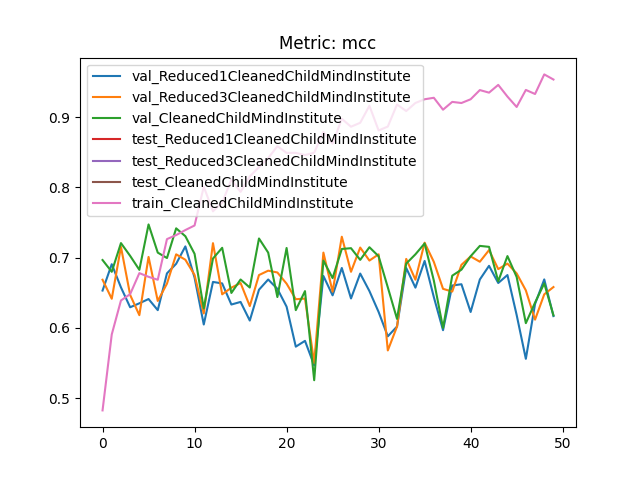 Metric: mcc
val_Reduced1CleanedChildMindInstitute
val_Reduced3CleanedChildMindInstitute
val_CleanedChildMindInstitute
test_Reduced1CleanedChildMindInstitute
test_Reduced3CleanedChildMindInstitute
test_CleanedChildMindInstitute
train_CleanedChildMindInstitute
0.9
0.8
0.7
0.6
0.5
0 10 20 30 40 50